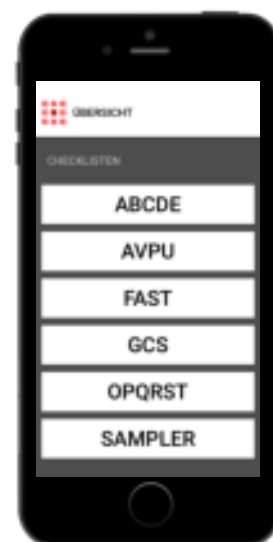 ÜBERSICHT
CHECKLISTEN
ABCDE
AVPU
FAST
GCS
OPQRST
SAMPLER